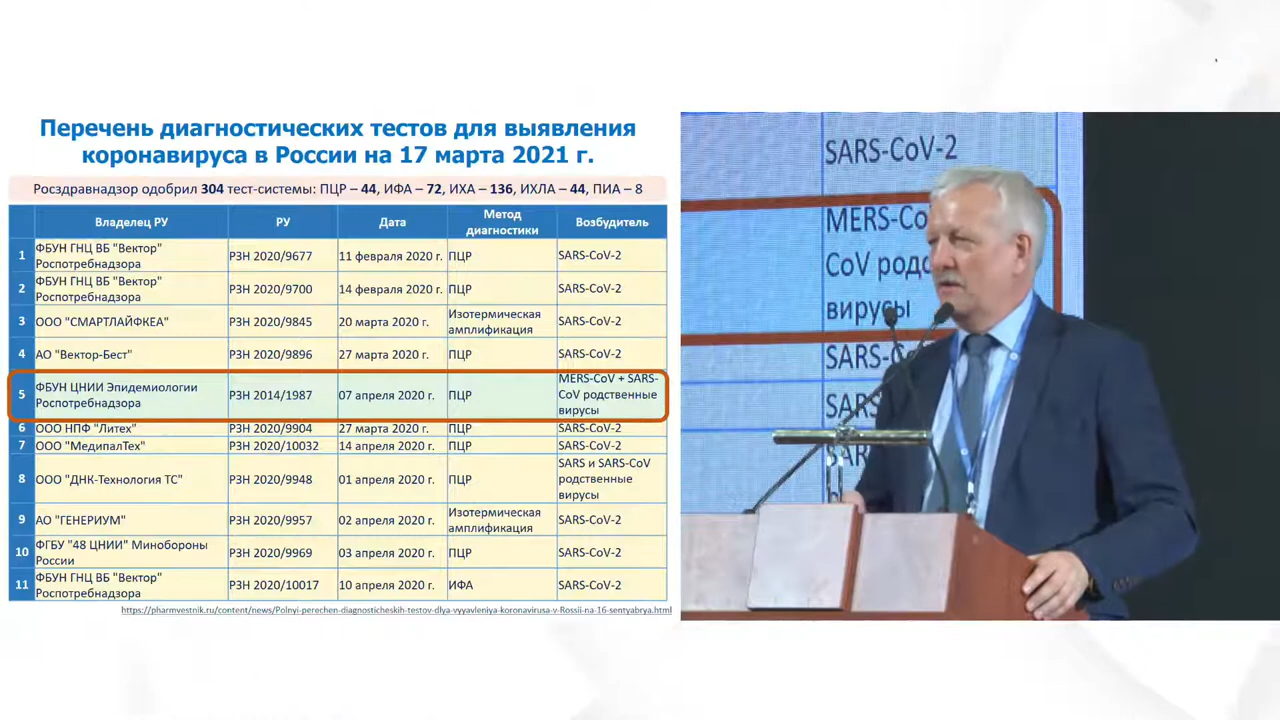 Перечень диагностических тестов для выявления
коронавируса в России на 17 марта 2021 г.
Росздравнадзор одобрил 304 тест-системы: ПЦР – 44, ИФА – 72, ИХА – 136, ИХЛА – 44, ПИА – 8
Владелец РУ РУ Дата Метод диагностики Возбудитель
1 ФБУН ГНЦ ВБ "Вектор" Роспотребнадзора РЗН 2020/9677 11 февраля 2020 г. ПЦР SARS-CoV-2
2 ФБУН ГНЦ ВБ "Вектор" Роспотребнадзора РЗН 2020/9700 14 февраля 2020 г. ПЦР SARS-CoV-2
3 ООО "СМАРТЛАЙФКЕА" РЗН 2020/9845 20 марта 2020 г. Изотермическая амплификация SARS-CoV-2
4 АО "Вектор-Бест" РЗН 2020/9896 27 марта 2020 г. ПЦР SARS-CoV-2
5 ФБУН ЦНИИ Эпидемиологии Роспотребнадзора РЗН 2014/1987 07 апреля 2020 г. ПЦР MERS-CoV + SARS-CoV родственные вирусы
6 ООО НПФ "Литех" РЗН 2020/9904 27 марта 2020 г. ПЦР SARS-CoV-2
7 ООО "МедипалТех" РЗН 2020/10032 14 апреля 2020 г. ПЦР SARS-CoV-2
8 ООО "ДНК-Технология ТС" РЗН 2020/9948 01 апреля 2020 г. ПЦР SARS и SARS-CoV родственные вирусы
9 АО "ГЕНЕРИУМ" РЗН 2020/9957 02 апреля 2020 г. Изотермическая амплификация SARS-CoV-2
10 ФГБУ "48 ЦНИИ" Минобороны России РЗН 2020/9969 03 апреля 2020 г. ПЦР SARS-CoV-2
11 ФБУН ГНЦ ВБ "Вектор" Роспотребнадзора РЗН 2020/10017 10 апреля 2020 г. ИФА SARS-CoV-2
https://pharmvestnik.ru/content/news/Polnyi-perechen-diagnosticheskih-testov-dlya-vyyavleniya-koronavirusa-v-Rossii-na-16-sentyabrya.html
SARS-CoV-2
MERS-Co
CoV родс
вирусы
SARS-C
SARS
SAR